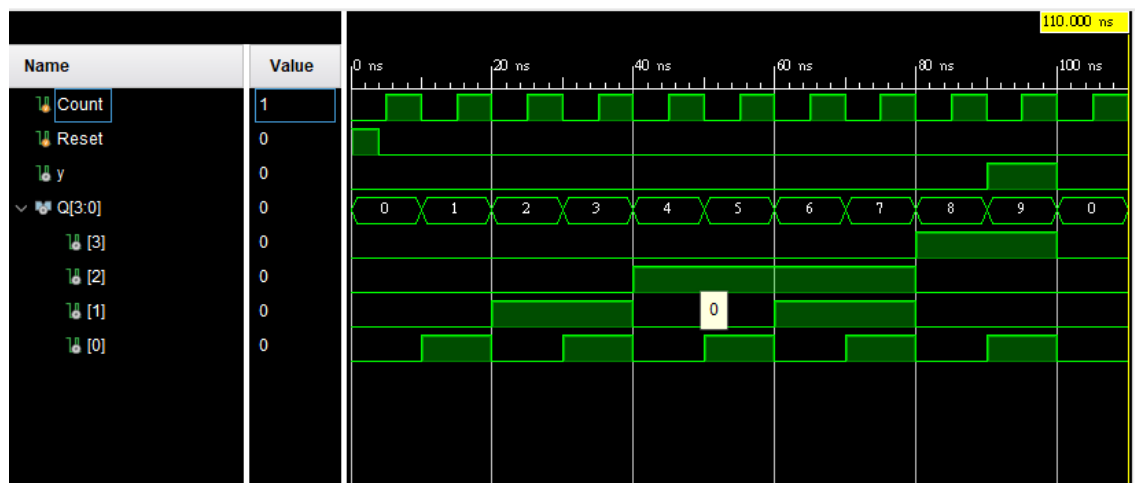 110.000 ns
Name Value 0 ns 20 ns 40 ns 60 ns 80 ns 100 ns
Count 1
Reset 0
y 0
Q[3:0] 0 0 1 2 3 4 5 6 7 8 9 0
[3] 0
[2] 0
[1] 0 0
[0] 0